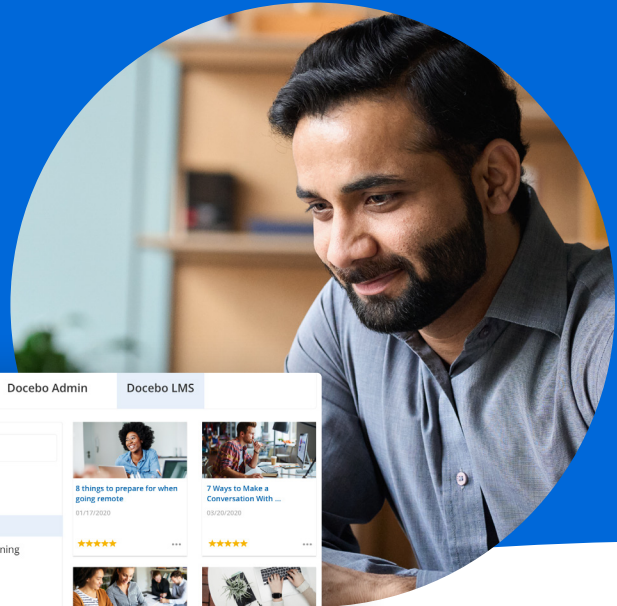 Docebo Admin Docebo LMS
8 things to prepare for when
going remote
01/17/2020
7 Ways to Make a
Conversation With ...
03/20/2020
ning